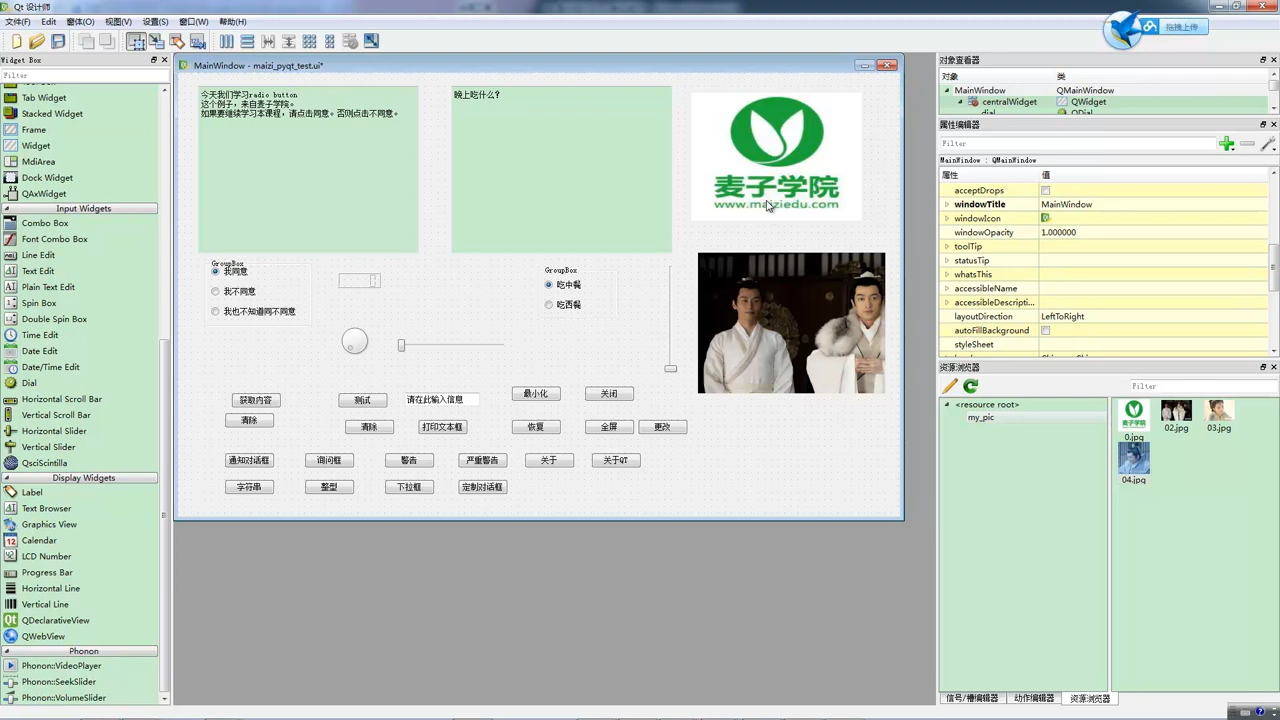 Qt 设计师
文件(F) Edit 窗体(O) 视图(V) 设置(S) 窗口(W) 帮助(H)
拖拽上传
Widget Box
Filter
Tab Widget
Stacked Widget
Frame
Widget
MdiArea
Dock Widget
QAxWidget
Input Widgets
Combo Box
Font Combo Box
Line Edit
Text Edit
Plain Text Edit
Spin Box
Double Spin Box
Time Edit
Date Edit
Date/Time Edit
Dial
Horizontal Scroll Bar
Vertical Scroll Bar
Horizontal Slider
Vertical Slider
QsciScintilla
Display Widgets
Label
Text Browser
Graphics View
Calendar
LCD Number
Progress Bar
Horizontal Line
Vertical Line
QDeclarativeView
QWebView
Phonon
Phonon::VideoPlayer
Phonon::SeekSlider
Phonon::VolumeSlider
MainWindow - maizi_pyqt_test.ui*
今天我们学习radio button
这个例子，来自麦子学院。
如果要继续学习本课程，请点击同意。否则点击不同意。
晚上吃什么?
麦子学院
www.maiziedu.com
GroupBox
我同意
我不同意
我也不知道同不同意
GroupBox
吃中餐
吃西餐
获取内容 测试 请在此输入信息 最小化 关闭
清除 清除 打印文本框 恢复 全屏 更改
通知对话框 询问框 警告 严重警告 关于 关于QT
字符串 整型 下拉框 定制对话框
对象查看器
对象 类
MainWindow QMainWindow
centralWidget QWidget
dial QDial
属性编辑器
Filter
MainWindow : QMainWindow
属性 值
acceptDrops
windowTitle MainWindow
windowIcon
windowOpacity 1.000000
toolTip
statusTip
whatsThis
accessibleName
accessibleDescripti...
layoutDirection LeftToRight
autoFillBackground
styleSheet
资源浏览器
Filter
<resource root>
my_pic
麦子学院
0.jpg 02.jpg 03.jpg
04.jpg
信号/槽编辑器 动作编辑器 资源浏览器